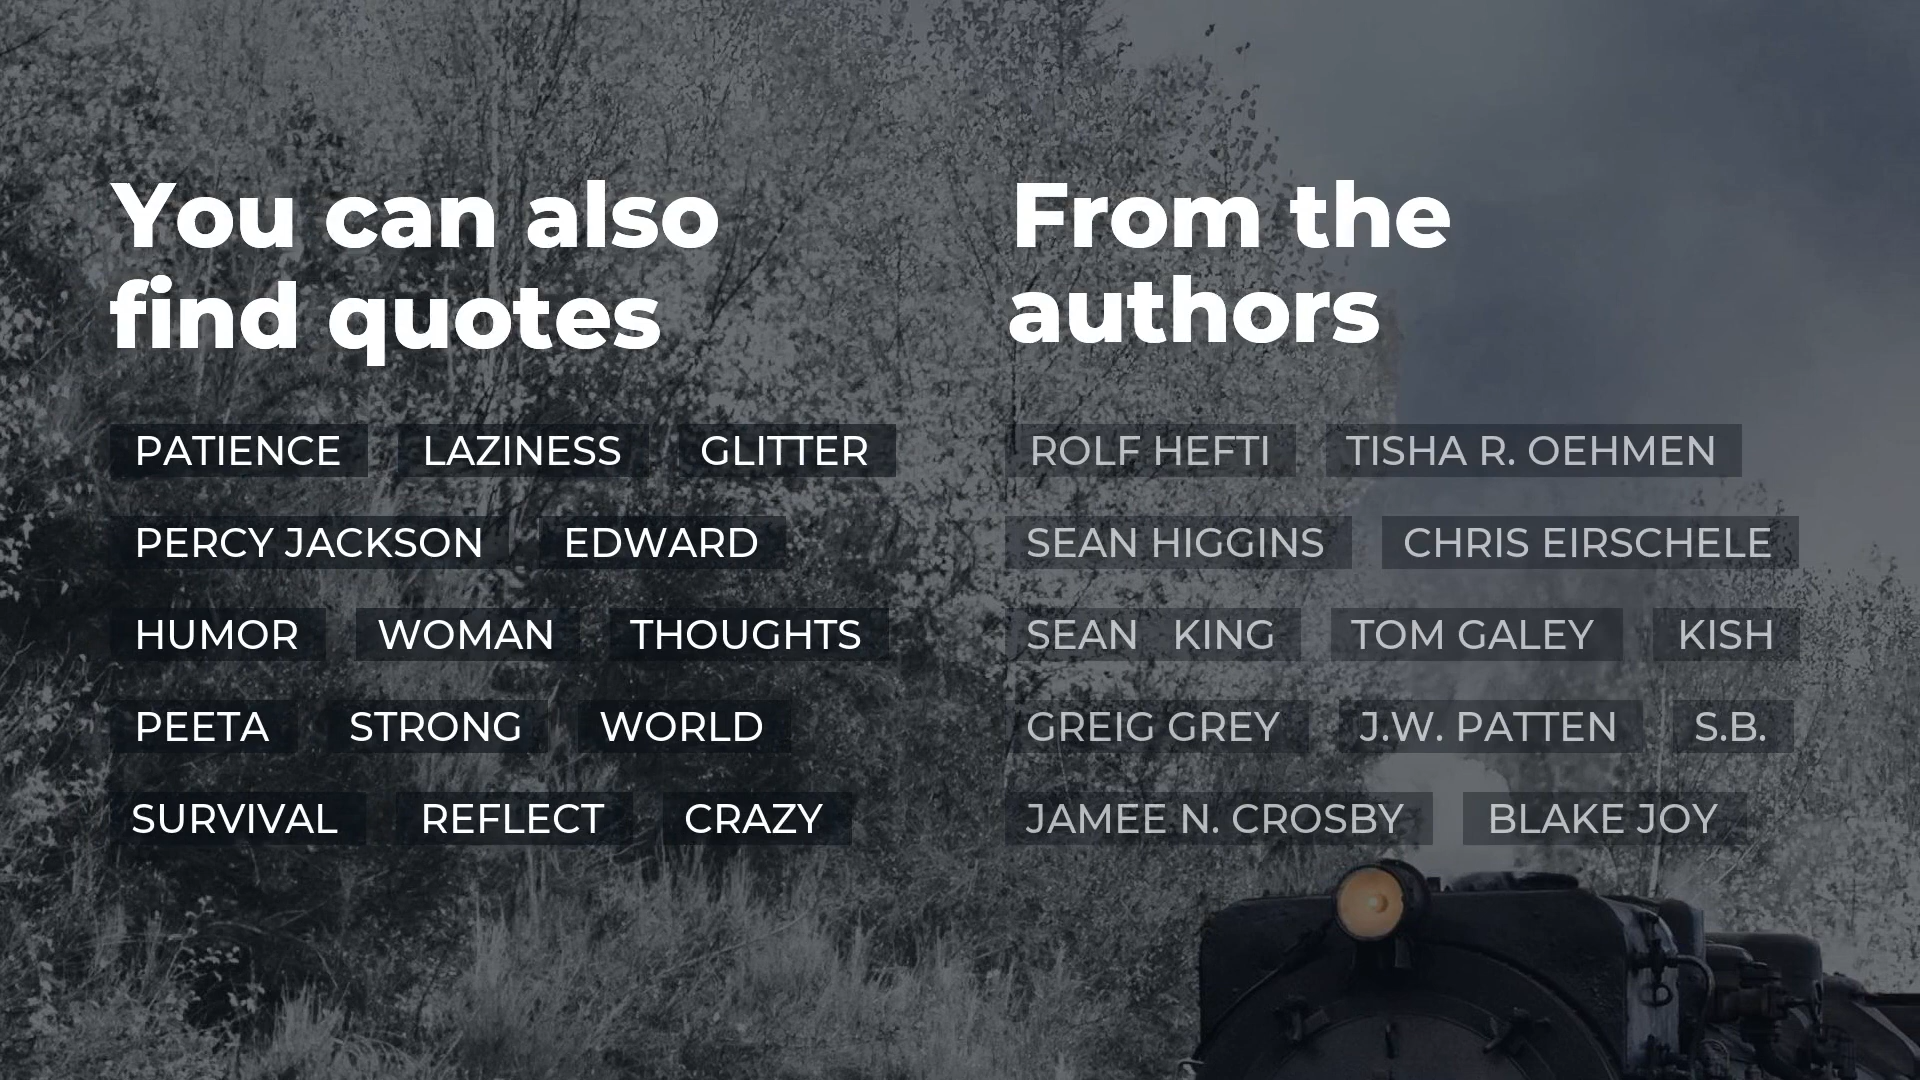 You can also
find quotes
PATIENCE LAZINESS GLITTER
PERCY JACKSON EDWARD
HUMOR WOMAN THOUGHTS
PEETA STRONG WORLD
SURVIVAL REFLECT CRAZY
From the
authors
ROLF HEFTI TISHA R. OEHMEN
SEAN HIGGINS CHRIS EIRSCHELE
SEAN KING TOM GALEY KISH
GREIG GREY J.W. PATTEN S.B.
JAMEE N. CROSBY BLAKE JOY